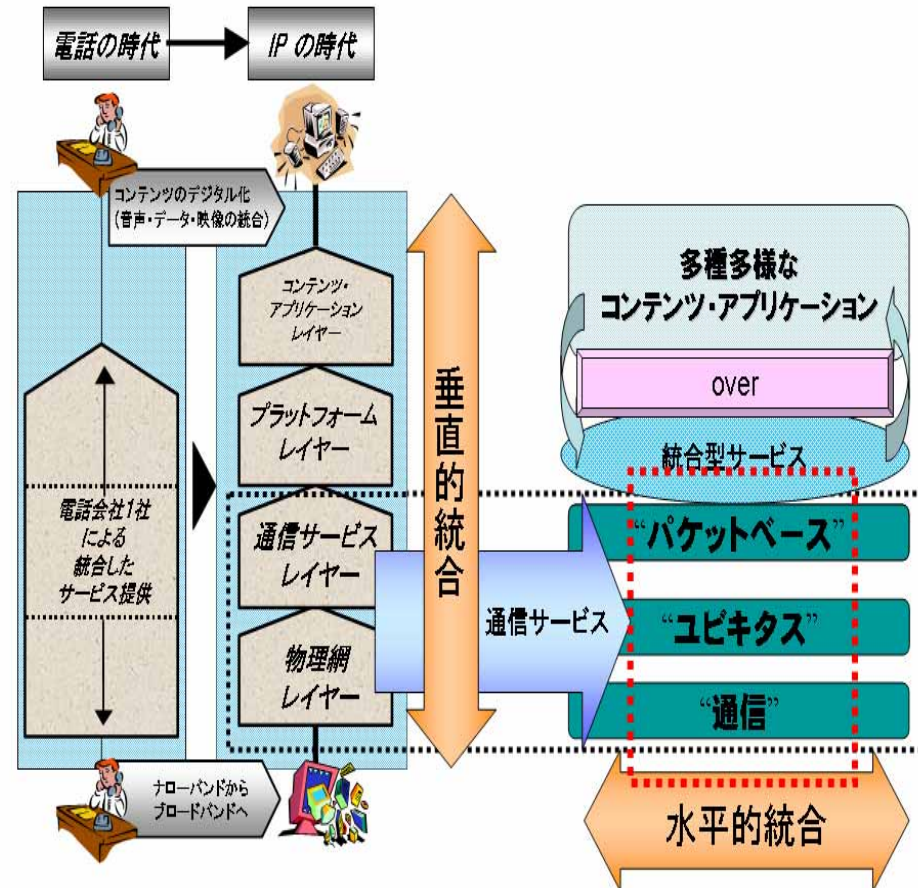 電話の時代
IP の時代
コンテンツのデジタル化
(音声・データ・映像の統合)
電話会社1社
による
統合した
サービス提供
コンテンツ・
アプリケーション
レイヤー
プラットフォーム
レイヤー
通信サービス
レイヤー
物理網
レイヤー
ナローバンドから
ブロードバンドへ
垂直的統合
通信サービス
多種多様な
コンテンツ・アプリケーション
over
統合型サービス
“パケットベース”
“ユビキタス”
“通信”
水平的統合